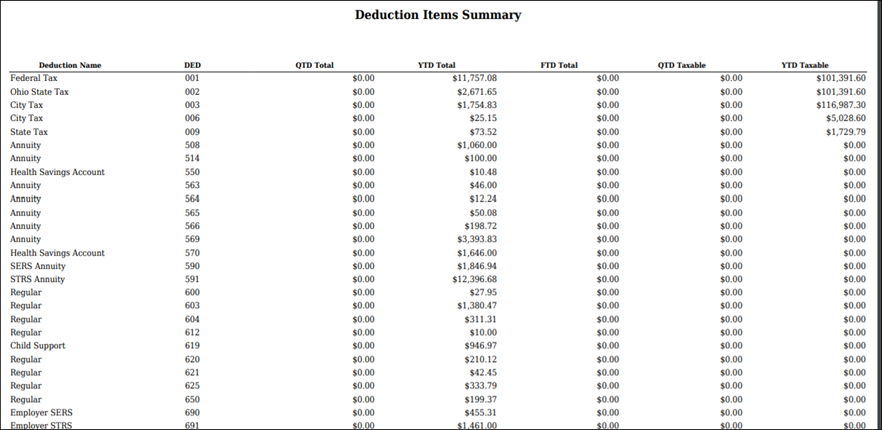 Deduction Items Summary
Deduction Name DED QTD Total YTD Total FTD Total QTD Taxable YTD Taxable
Federal Tax 001 $0.00 $11,757.08 $0.00 $0.00 $101,391.60
Ohio State Tax 002 $0.00 $2,671.65 $0.00 $0.00 $101,391.60
City Tax 003 $0.00 $1,754.83 $0.00 $0.00 $116,987.30
City Tax 006 $0.00 $25.15 $0.00 $0.00 $5,028.60
State Tax 009 $0.00 $73.52 $0.00 $0.00 $1,729.79
Annuity 508 $0.00 $1,060.00 $0.00 $0.00 $0.00
Annuity 514 $0.00 $100.00 $0.00 $0.00 $0.00
Health Savings Account 550 $0.00 $10.48 $0.00 $0.00 $0.00
Annuity 563 $0.00 $46.00 $0.00 $0.00 $0.00
Annuity 564 $0.00 $12.24 $0.00 $0.00 $0.00
Annuity 565 $0.00 $50.08 $0.00 $0.00 $0.00
Annuity 566 $0.00 $198.72 $0.00 $0.00 $0.00
Annuity 569 $0.00 $3,393.83 $0.00 $0.00 $0.00
Health Savings Account 570 $0.00 $1,646.00 $0.00 $0.00 $0.00
SERS Annuity 590 $0.00 $1,846.94 $0.00 $0.00 $0.00
STRS Annuity 591 $0.00 $12,396.68 $0.00 $0.00 $0.00
Regular 600 $0.00 $27.95 $0.00 $0.00 $0.00
Regular 603 $0.00 $1,380.47 $0.00 $0.00 $0.00
Regular 604 $0.00 $311.31 $0.00 $0.00 $0.00
Regular 612 $0.00 $10.00 $0.00 $0.00 $0.00
Child Support 619 $0.00 $946.97 $0.00 $0.00 $0.00
Regular 620 $0.00 $210.12 $0.00 $0.00 $0.00
Regular 621 $0.00 $42.45 $0.00 $0.00 $0.00
Regular 625 $0.00 $333.79 $0.00 $0.00 $0.00
Regular 650 $0.00 $199.37 $0.00 $0.00 $0.00
Employer SERS 690 $0.00 $455.31 $0.00 $0.00 $0.00
Employer STRS 691 $0.00 $1,461.00 $0.00 $0.00 $0.00